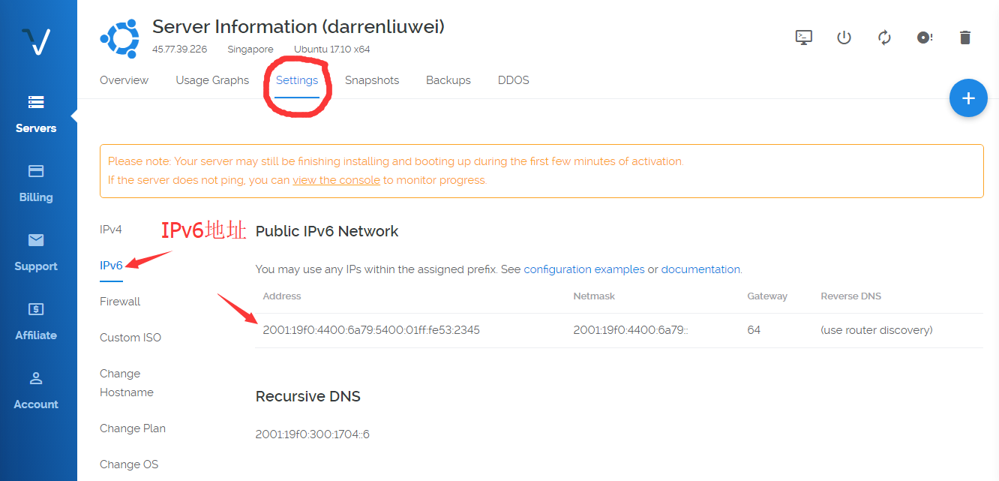 Server Information (darrenliuwei)
45.77.39.226 Singapore Ubuntu 17.10 x64
Overview Usage Graphs Settings Snapshots Backups DDOS
Servers
Billing
Support
Affiliate
Account
Please note: Your server may still be finishing installing and booting up during the first few minutes of activation.
If the server does not ping, you can view the console to monitor progress.
IPv4
IPv6
Firewall
Custom ISO
Change
Hostname
Change Plan
Change OS
IPv6地址
Public IPv6 Network
You may use any IPs within the assigned prefix. See configuration examples or documentation.
Address Netmask Gateway Reverse DNS
2001:19f0:4400:6a79:5400:01ff:fe53:2345 2001:19f0:4400:6a79:: 64 (use router discovery)
Recursive DNS
2001:19f0:300:1704::6